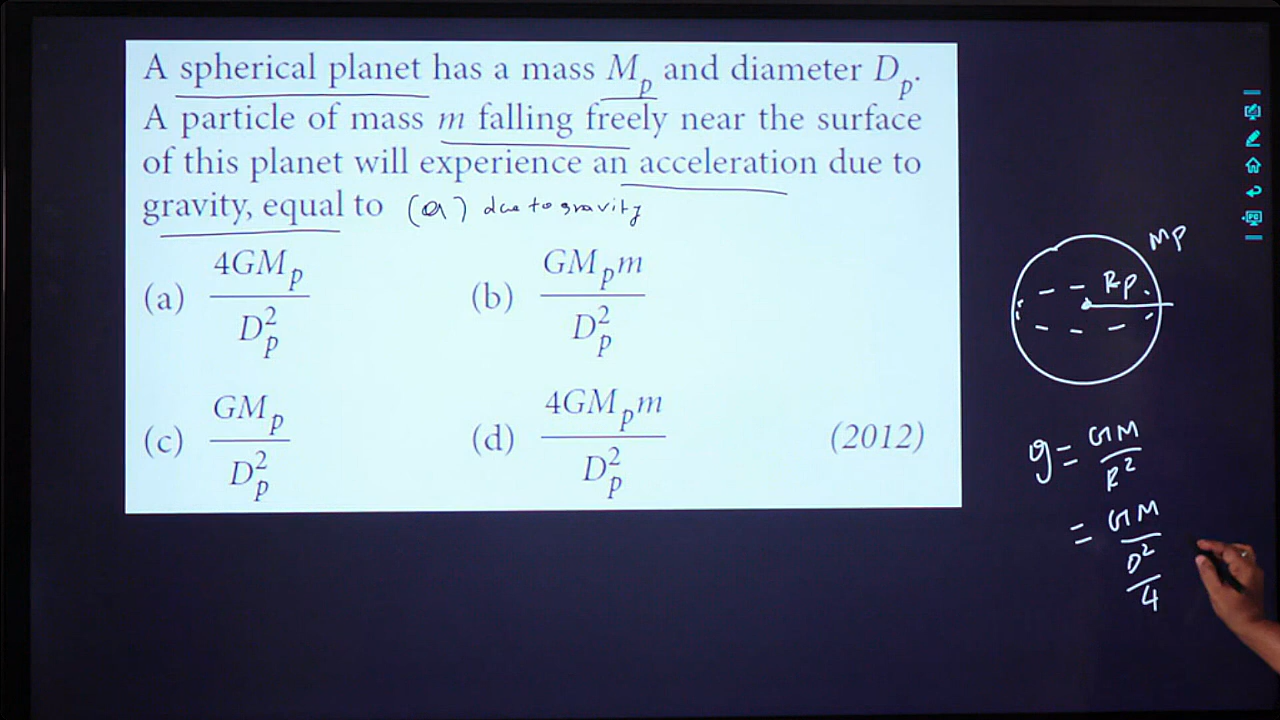 A spherical planet has a mass Mp and diameter Dp.
A particle of mass m falling freely near the surface
of this planet will experience an acceleration due to
gravity, equal to (a) due to gravity
(a) 4GMp / Dp² (b) GMpm / Dp²
(c) GMp / Dp² (d) 4GMpm / Dp² (2012)
Mp
Rp
g = GM / R²
= GM / D² / 4
PC